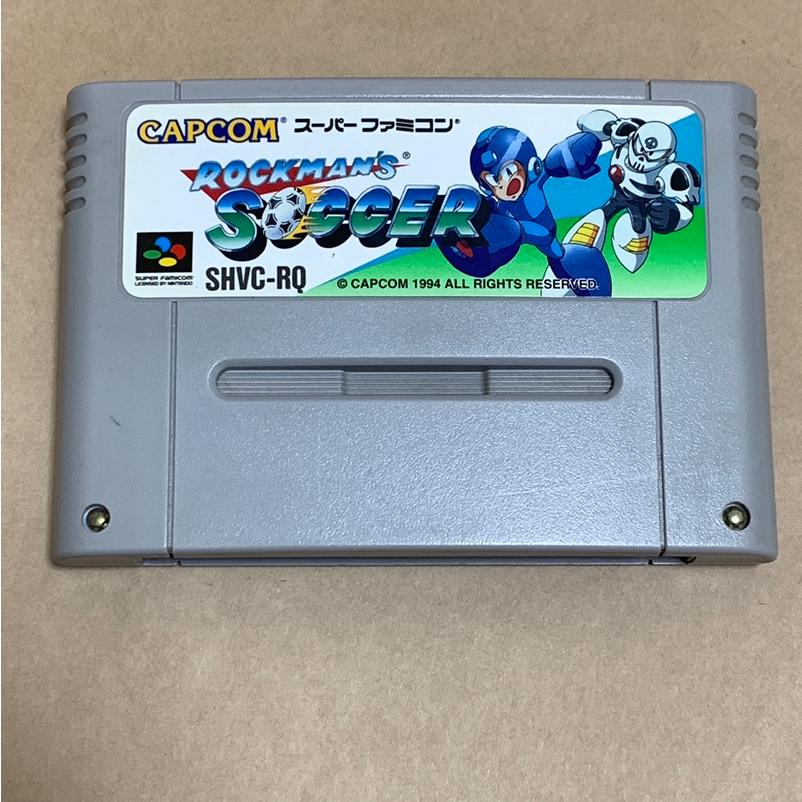 CAPCOM® スーパーファミコン®
ROCKMAN'S®
SOCCER
SUPER FAMICOM
LICENSED BY NINTENDO
SHVC-RQ
© CAPCOM 1994 ALL RIGHTS RESERVED.